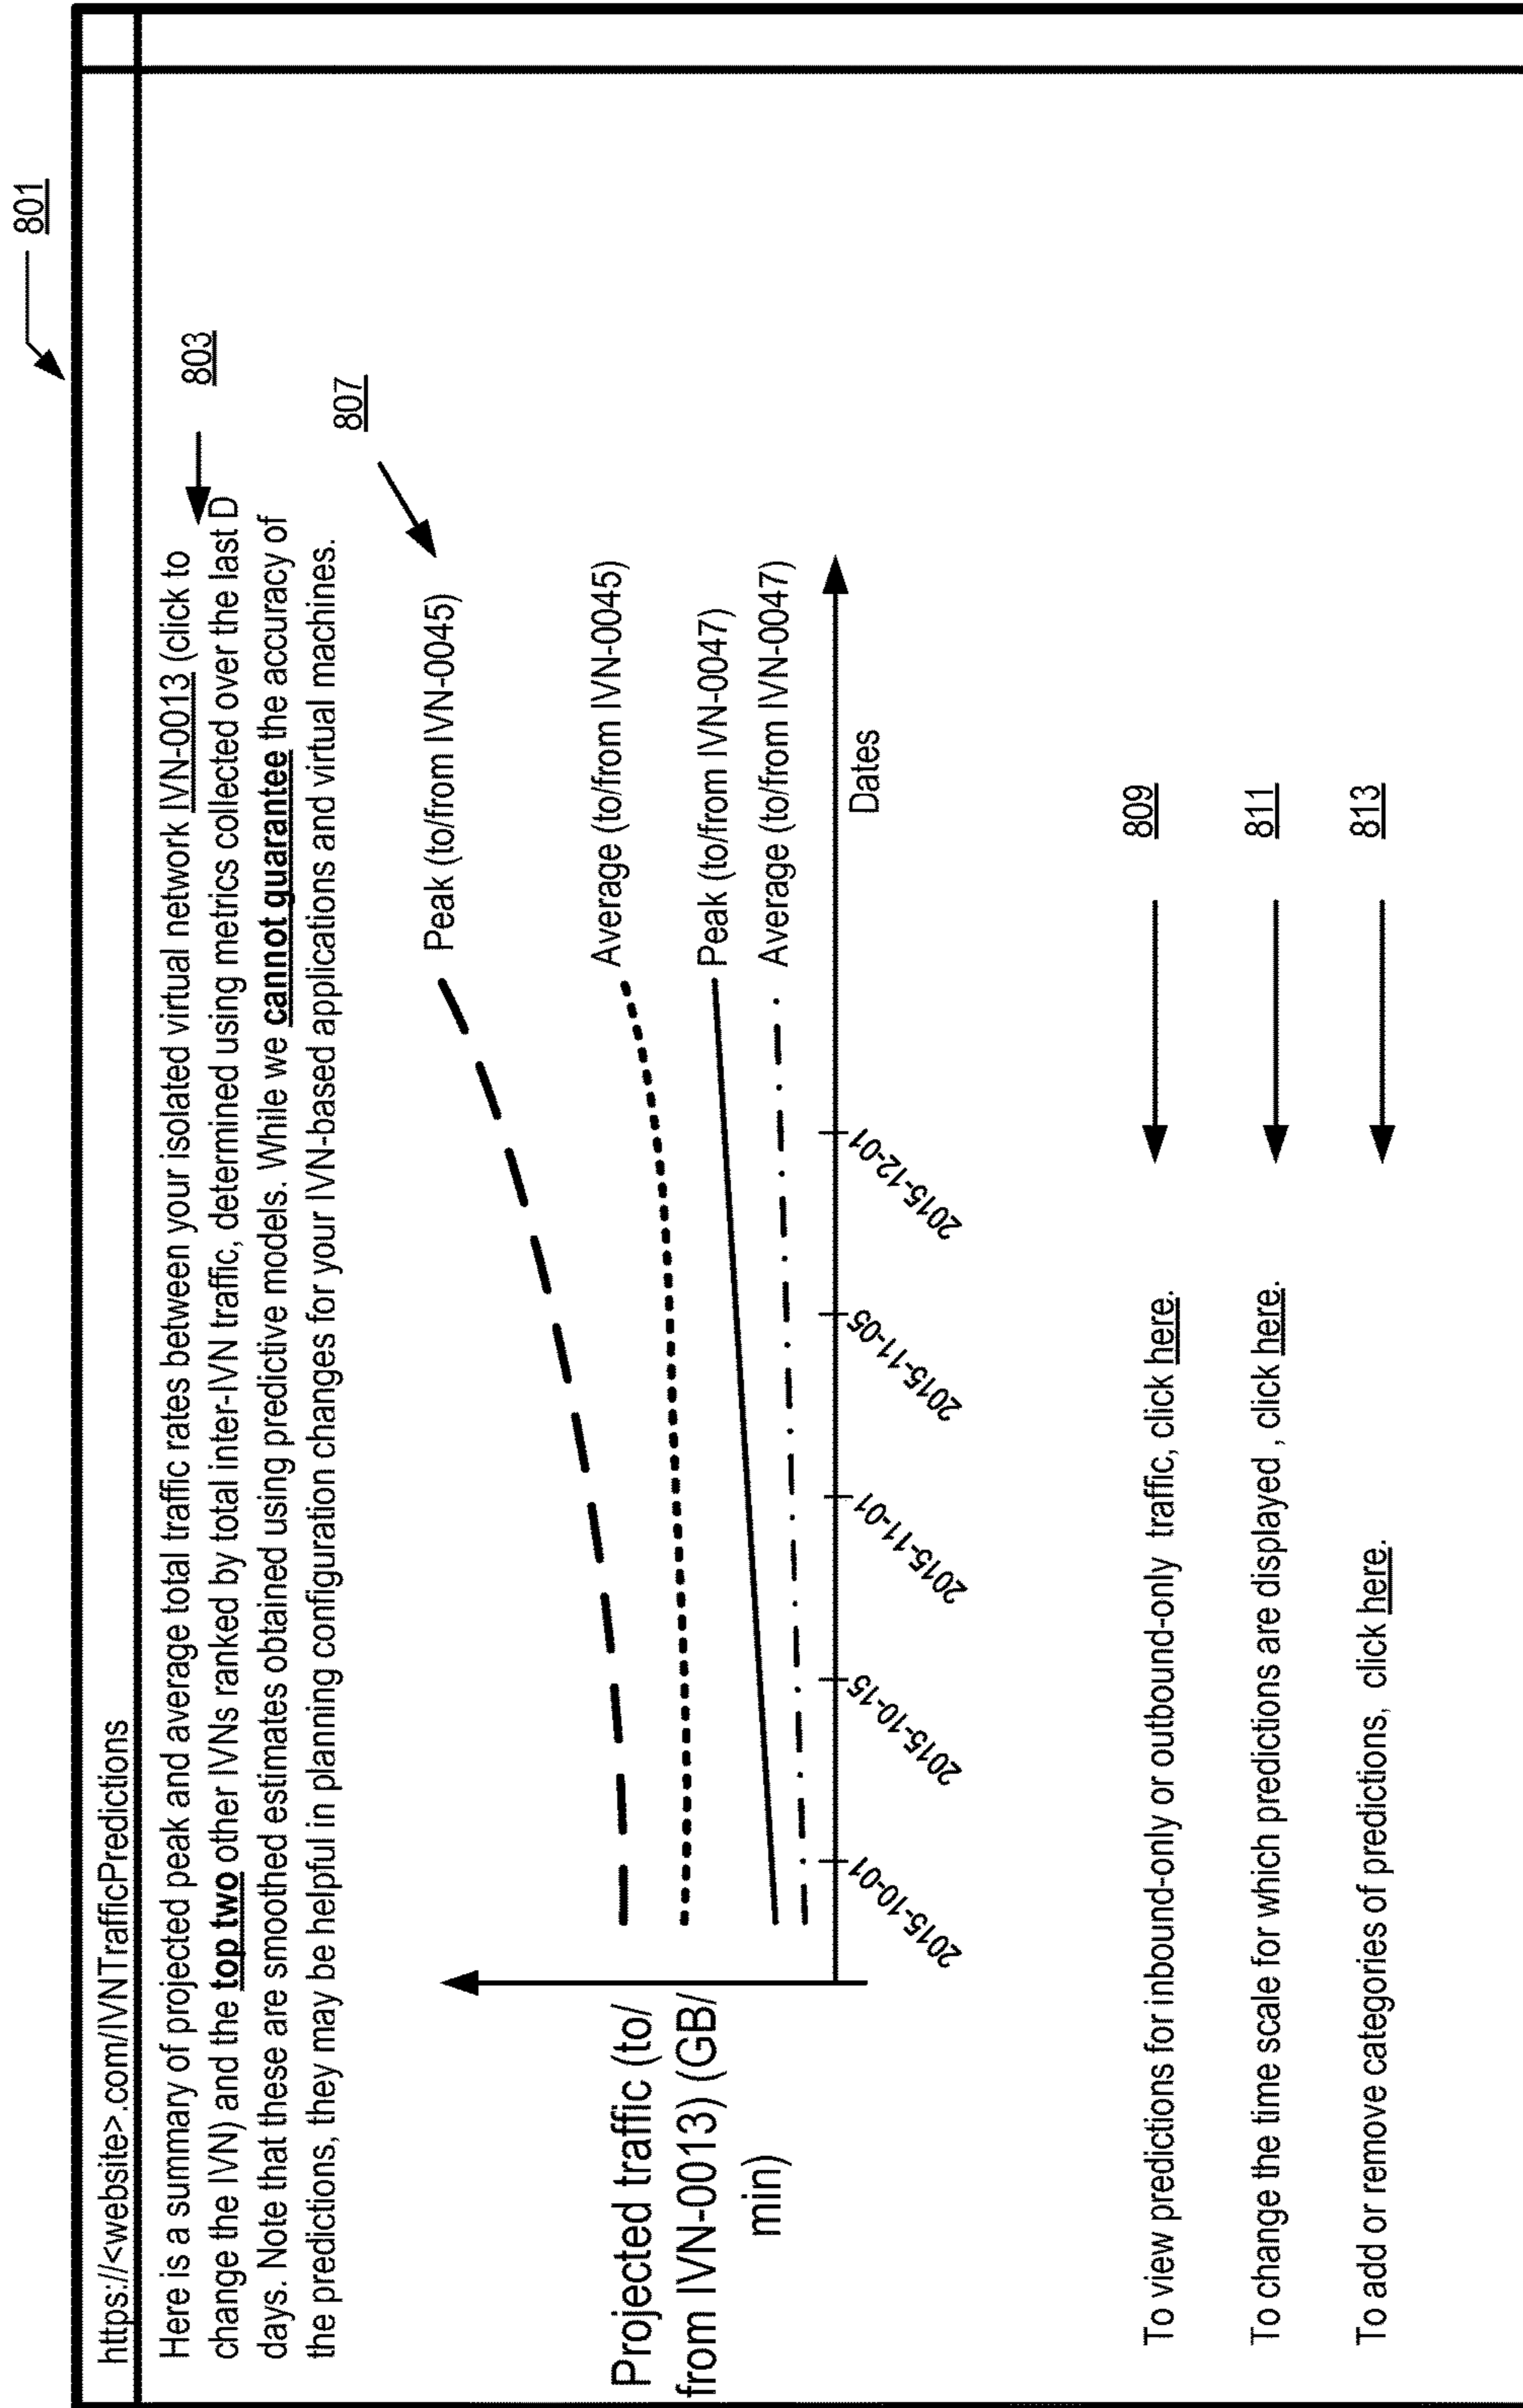 801
https://<website>.com/IVNTrafficPredictions
Here is a summary of projected peak and average total traffic rates between your isolated virtual network IVN-0013 (click to
change the IVN) and the top two other IVNs ranked by total inter-IVN traffic, determined using metrics collected over the last D
days. Note that these are smoothed estimates obtained using predictive models. While we cannot guarantee the accuracy of
the predictions, they may be helpful in planning configuration changes for your IVN-based applications and virtual machines.
803
807
Peak (to/from IVN-0045)
Average (to/from IVN-0045)
Peak (to/from IVN-0047)
Average (to/from IVN-0047)
Projected traffic (to/
from IVN-0013) (GB/
min)
Dates
2015-10-01
2015-10-15
2015-11-01
2015-11-05
2015-12-01
To view predictions for inbound-only or outbound-only traffic, click here.
809
To change the time scale for which predictions are displayed , click here.
811
To add or remove categories of predictions, click here.
813